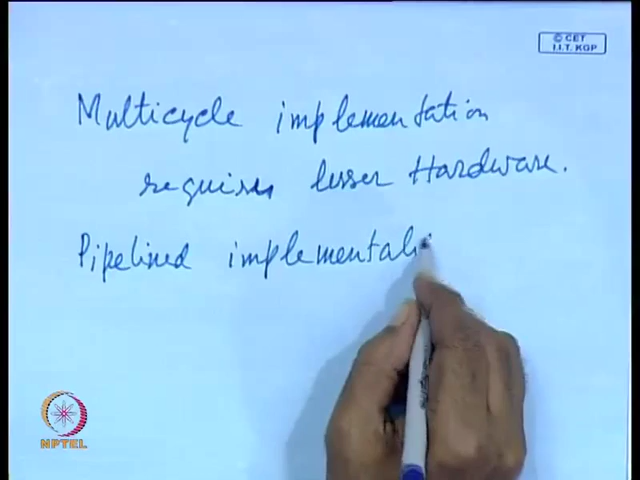 © CET
I.I.T. KGP
Multicycle implementation
requires lesser Hardware.
Pipelined implementati
NPTEL